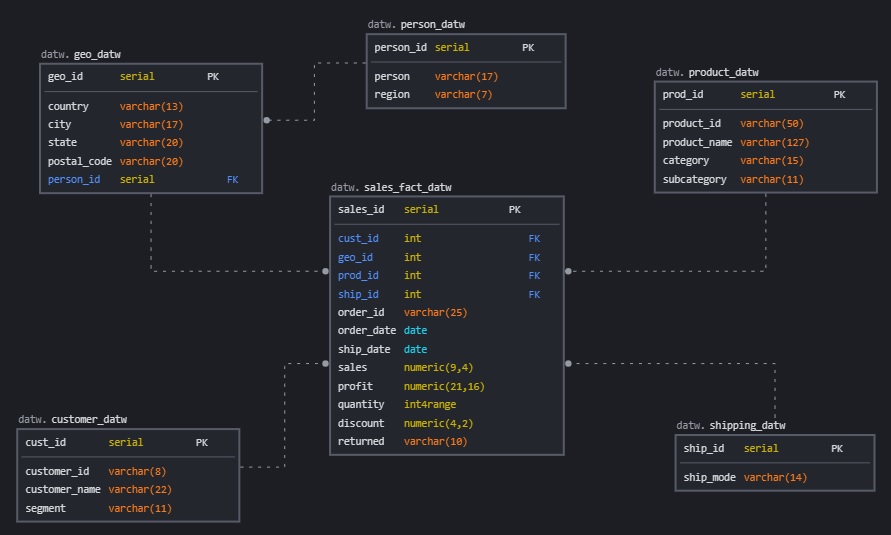 datw. geo_datw
geo_id serial PK
country varchar(13)
city varchar(17)
state varchar(20)
postal_code varchar(20)
person_id serial FK
datw. person_datw
person_id serial PK
person varchar(17)
region varchar(7)
datw. product_datw
prod_id serial PK
product_id varchar(50)
product_name varchar(127)
category varchar(15)
subcategory varchar(11)
datw. sales_fact_datw
sales_id serial PK
cust_id int FK
geo_id int FK
prod_id int FK
ship_id int FK
order_id varchar(25)
order_date date
ship_date date
sales numeric(9,4)
profit numeric(21,16)
quantity int4range
discount numeric(4,2)
returned varchar(10)
datw. customer_datw
cust_id serial PK
customer_id varchar(8)
customer_name varchar(22)
segment varchar(11)
datw. shipping_datw
ship_id serial PK
ship_mode varchar(14)